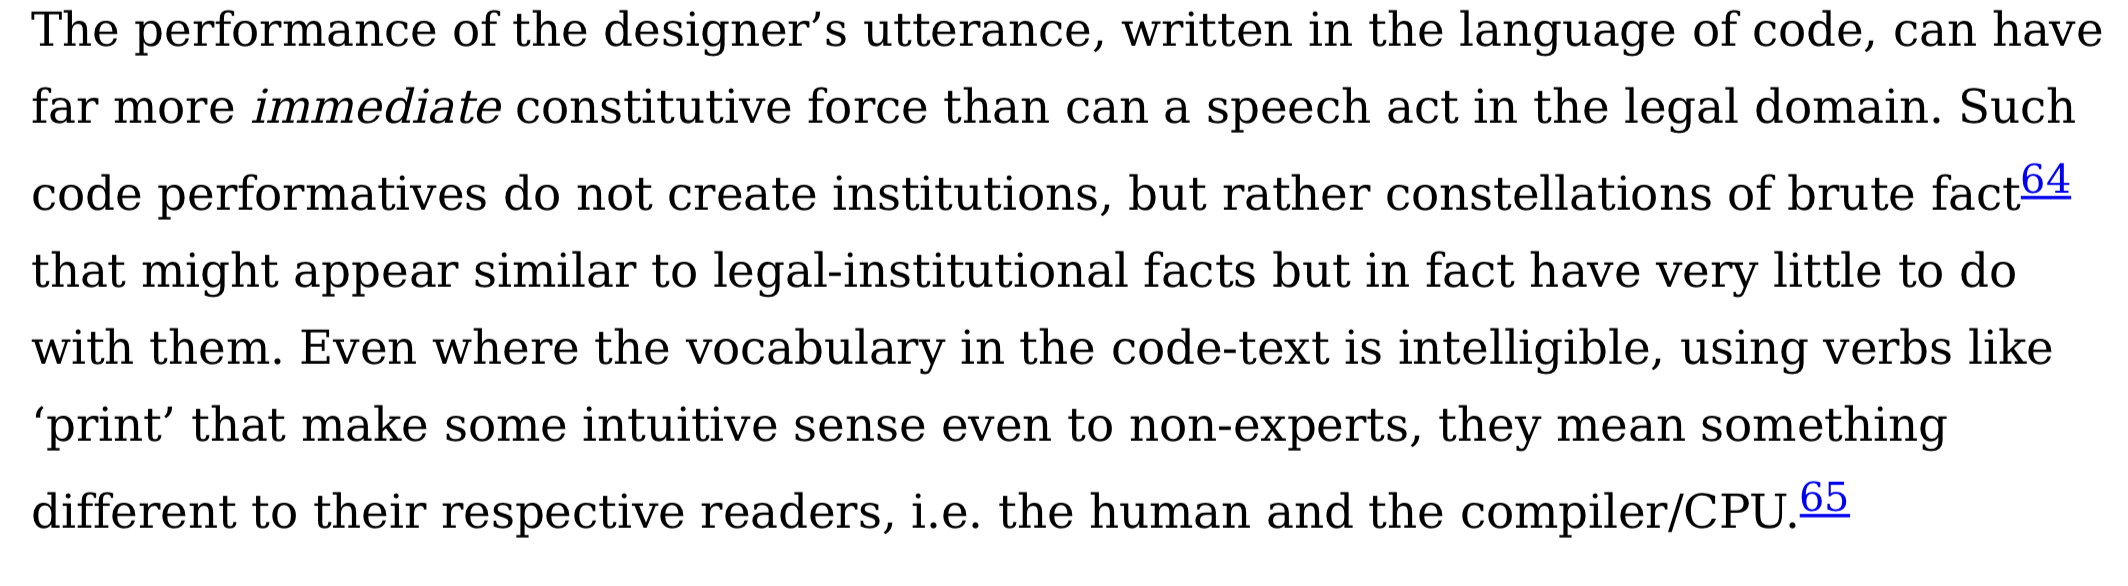 The performance of the designer’s utterance, written in the language of code, can have
far more immediate constitutive force than can a speech act in the legal domain. Such
code performatives do not create institutions, but rather constellations of brute fact64
that might appear similar to legal-institutional facts but in fact have very little to do
with them. Even where the vocabulary in the code-text is intelligible, using verbs like
‘print’ that make some intuitive sense even to non-experts, they mean something
different to their respective readers, i.e. the human and the compiler/CPU.65